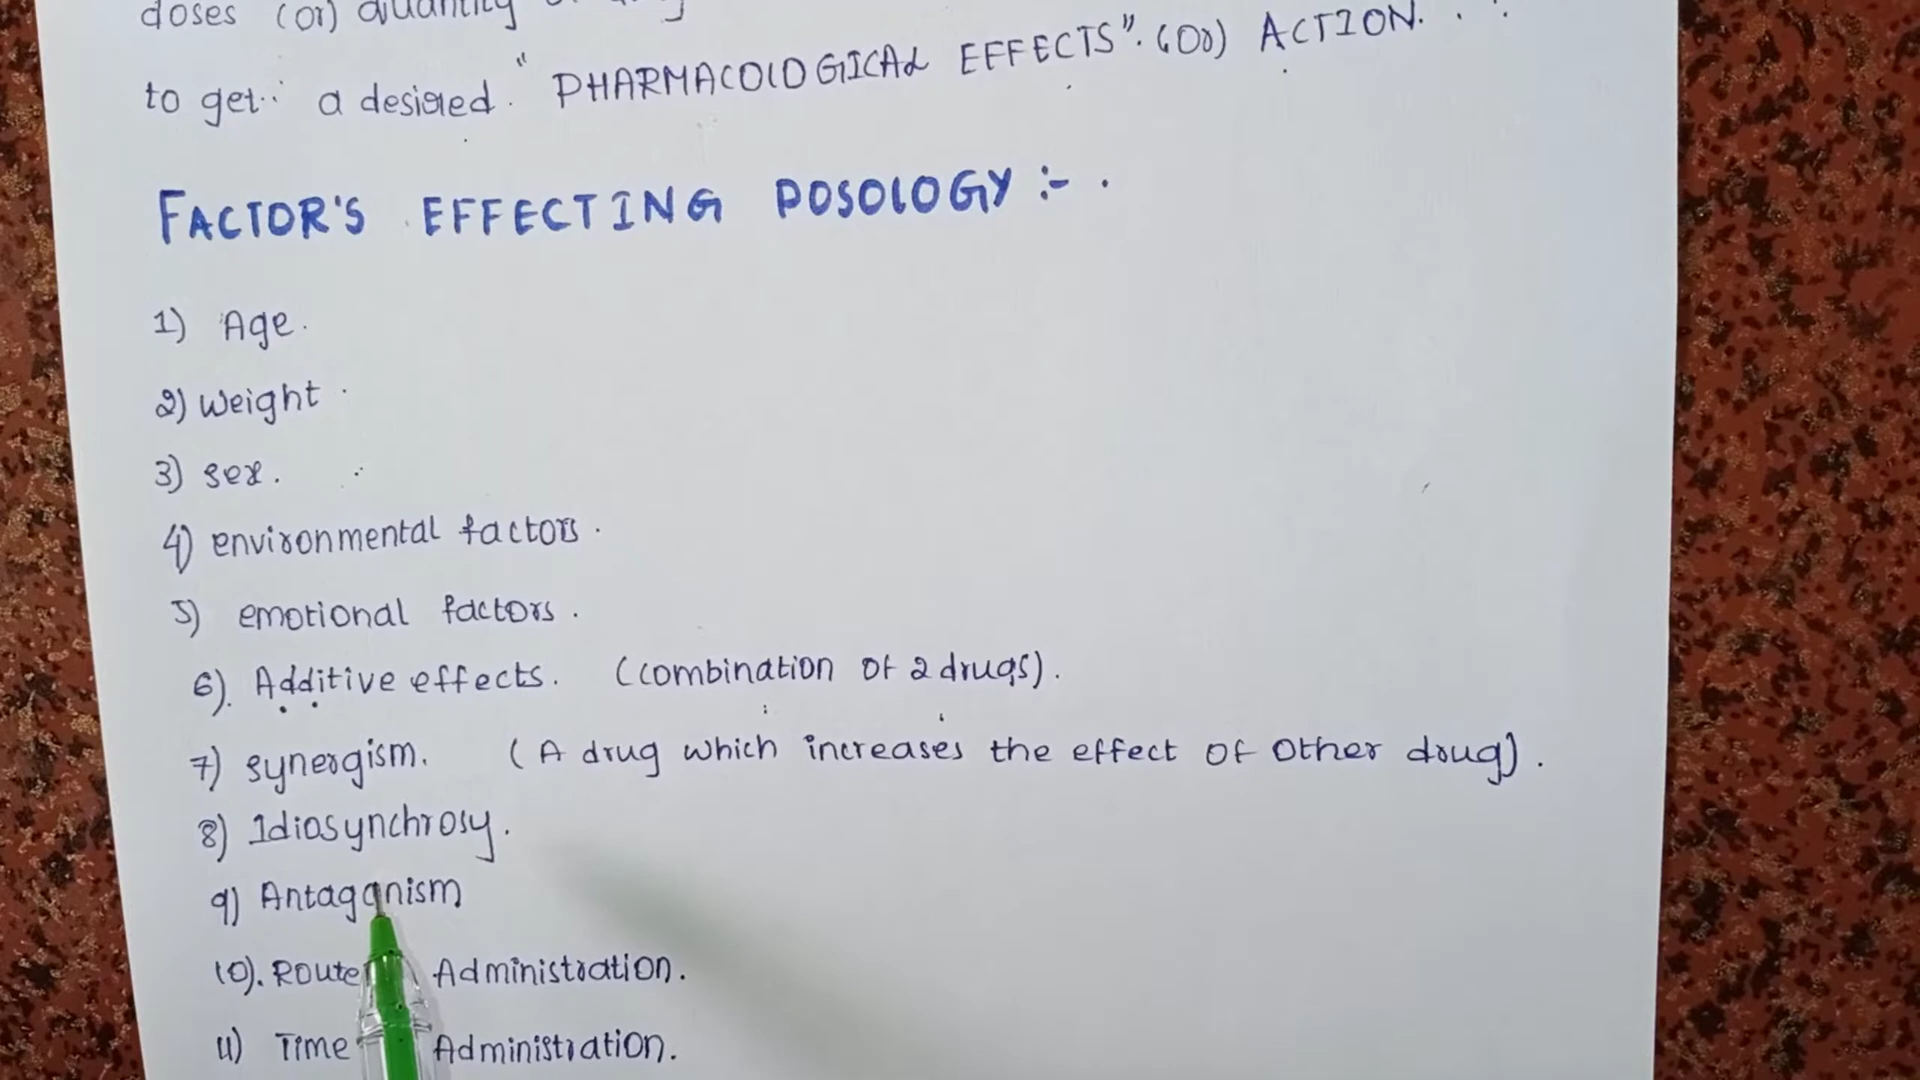 doses (or) quantity
to get a desired "PHARMACOLOGICAL EFFECTS". (Or) ACTION.
FACTOR'S EFFECTING POSOLOGY :-
1) Age.
2) weight
3) sex.
4) environmental factors.
5) emotional factors.
6). Additive effects. (combination of 2 drugs).
7) synergism. (A drug which increases the effect of other drug).
8) Idiosynchrosy.
9) Antagonism
10). Route Administration.
11) Time Administration.